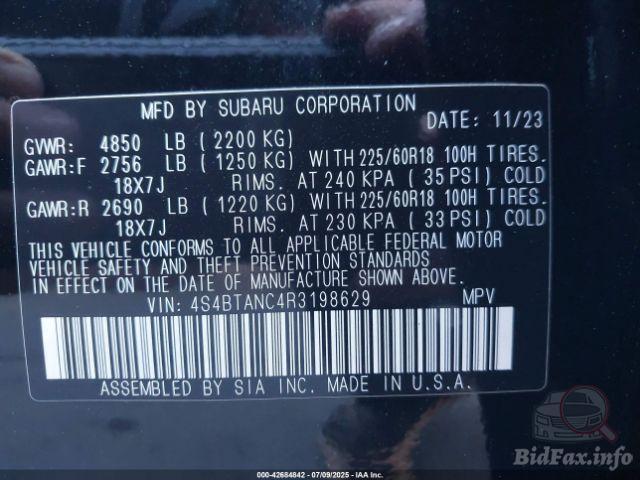 MFD BY SUBARU CORPORATION
DATE: 11/23
GVWR: 4850 LB (2200 KG)
GAWR:F 2756 LB (1250 KG) WITH 225/60R18 100H TIRES.
18X7J RIMS. AT 240 KPA (35 PSI) COLD
GAWR:R 2690 LB (1220 KG) WITH 225/60R18 100H TIRES.
18X7J RIMS. AT 230 KPA (33 PSI) COLD
THIS VEHICLE CONFORMS TO ALL APPLICABLE FEDERAL MOTOR
VEHICLE SAFETY AND THEFT PREVENTION STANDARDS
IN EFFECT ON THE DATE OF MANUFACTURE SHOWN ABOVE.
VIN: 4S4BTANC4R3198629 MPV
ASSEMBLED BY SIA INC. MADE IN U.S.A.
BidFax.info
000-42684842 | 07/09/2025 | IAA Inc.